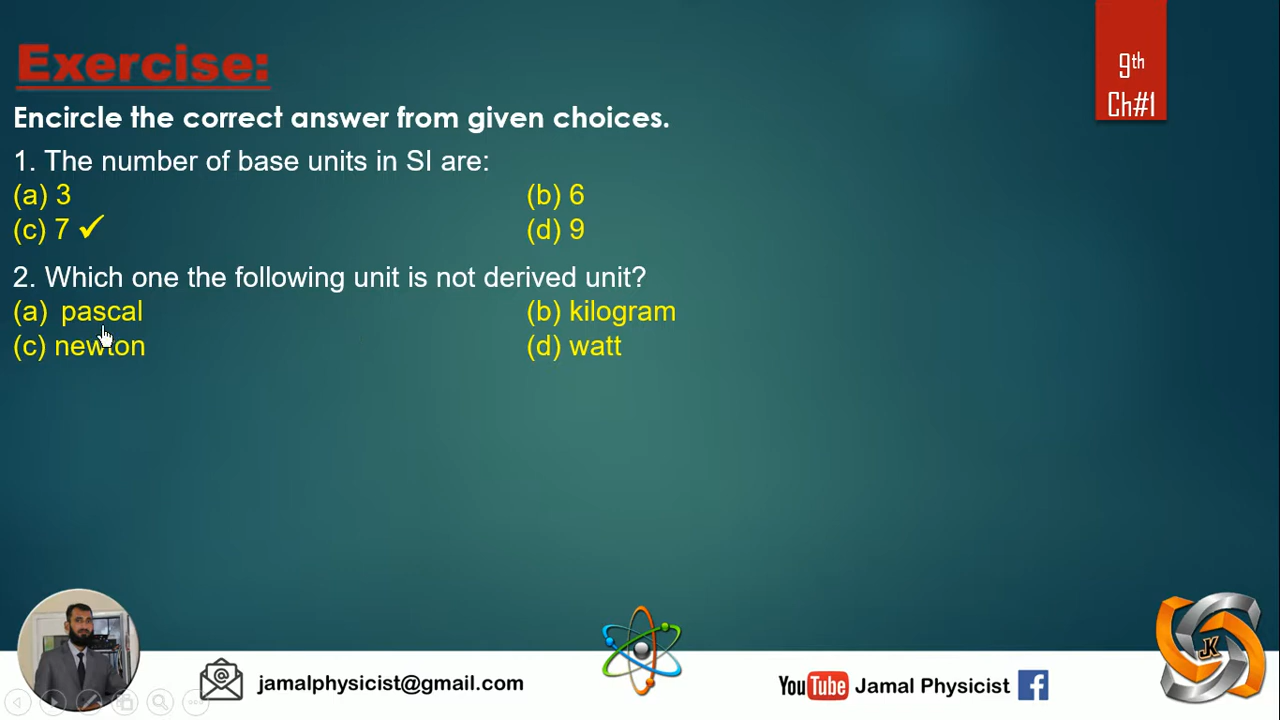 Exercise:
9th
Ch#1
Encircle the correct answer from given choices.
1. The number of base units in SI are:
(a) 3 (b) 6
(c) 7 ✓ (d) 9
2. Which one the following unit is not derived unit?
(a) pascal (b) kilogram
(c) newton (d) watt
jamalphysicist@gmail.com
YouTube Jamal Physicist f
JK